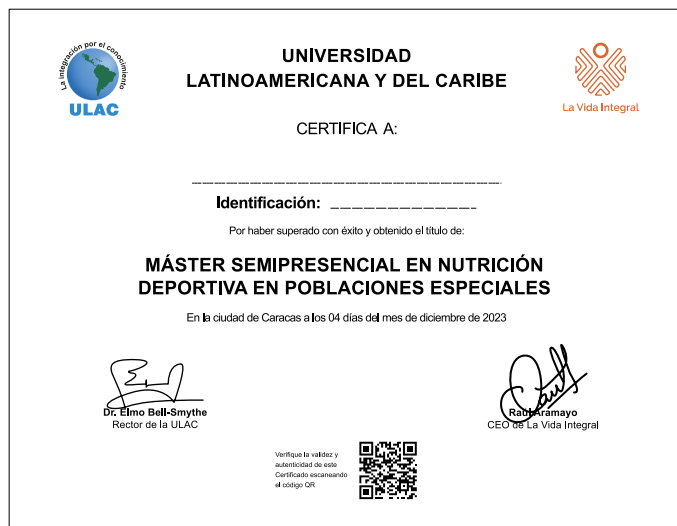 La integración por el conocimiento
ULAC
UNIVERSIDAD
LATINOAMERICANA Y DEL CARIBE
La Vida Integral
CERTIFICA A:
Identificación:
Por haber superado con éxito y obtenido el título de:
MÁSTER SEMIPRESENCIAL EN NUTRICIÓN
DEPORTIVA EN POBLACIONES ESPECIALES
En la ciudad de Caracas a los 04 días del mes de diciembre de 2023
Dr. Elmo Bell-Smythe
Rector de la ULAC
Raúl Aramayo
CEO de La Vida Integral
Verifique la validez y
autenticidad de este
Certificado escaneando
el código QR